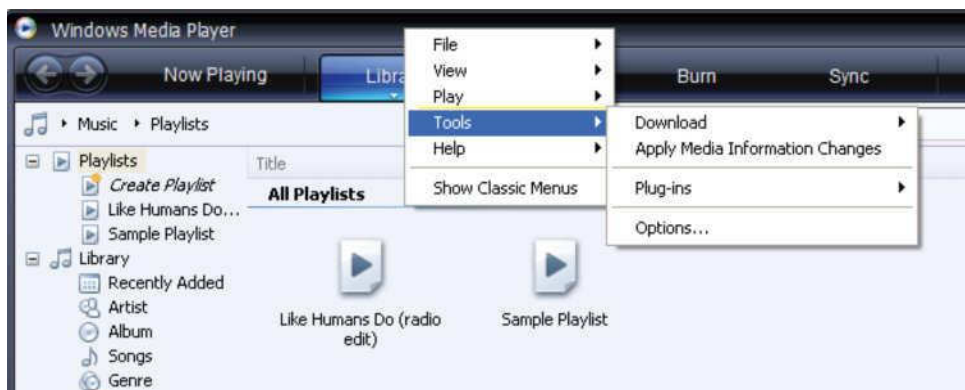 Windows Media Player
Now Playing
Libra
Burn
Sync
File
View
Play
Tools
Help
Show Classic Menus
Download
Apply Media Information Changes
Plug-ins
Options...
Music
Playlists
Playlists
Create Playlist
Like Humans Do...
Sample Playlist
Library
Recently Added
Artist
Album
Songs
Genre
Title
All Playlists
Like Humans Do (radio
edit)
Sample Playlist